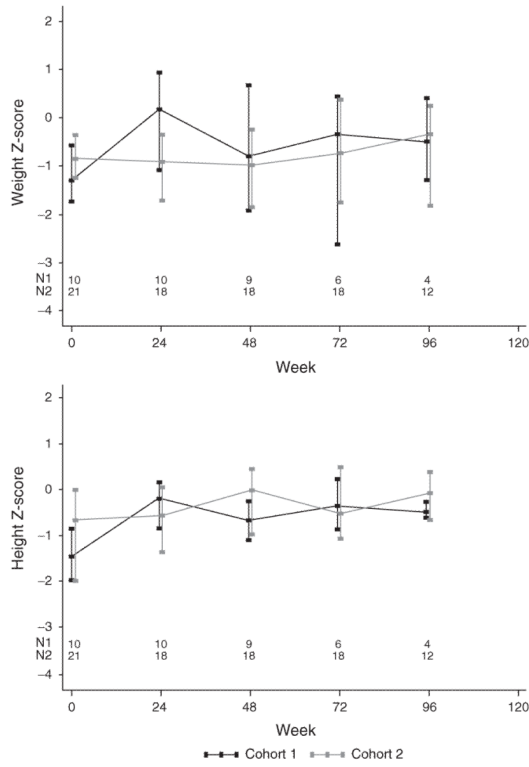 2
1
0
−1
−2
−3
−4
Weight Z-score
N1 10 10 9 6 4
N2 21 18 18 18 12
0 24 48 72 96 120
Week
2
1
0
−1
−2
−3
−4
Height Z-score
N1 10 10 9 6 4
N2 21 18 18 18 12
0 24 48 72 96 120
Week
Cohort 1 Cohort 2